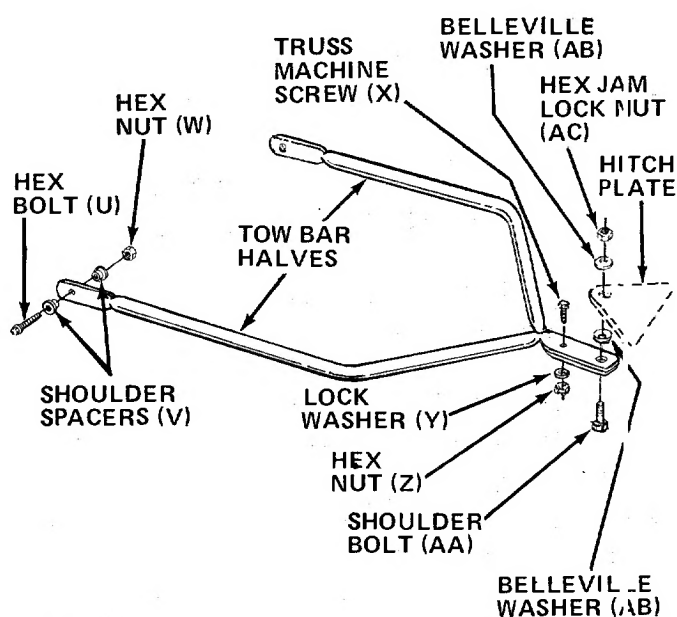 BELLEVILLE
WASHER (AB)
TRUSS
MACHINE
SCREW (X)
HEX JAM
LOCK NUT
(AC)
HEX
NUT (W)
HITCH
PLATE
HEX
BOLT (U)
TOW BAR
HALVES
SHOULDER
SPACERS (V)
LOCK
WASHER (Y)
HEX
NUT (Z)
SHOULDER
BOLT (AA)
BELLEVILLE
WASHER (AB)